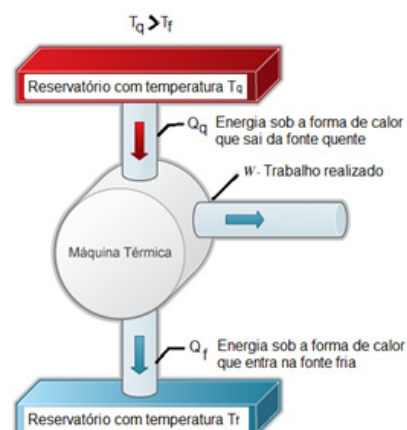 Tq > Tf
Reservatório com temperatura Tq
Qq Energia sob a forma de calor
que sai da fonte quente
W- Trabalho realizado
Máquina Térmica
Qf Energia sob a forma de calor
que entra na fonte fria
Reservatório com temperatura Tf